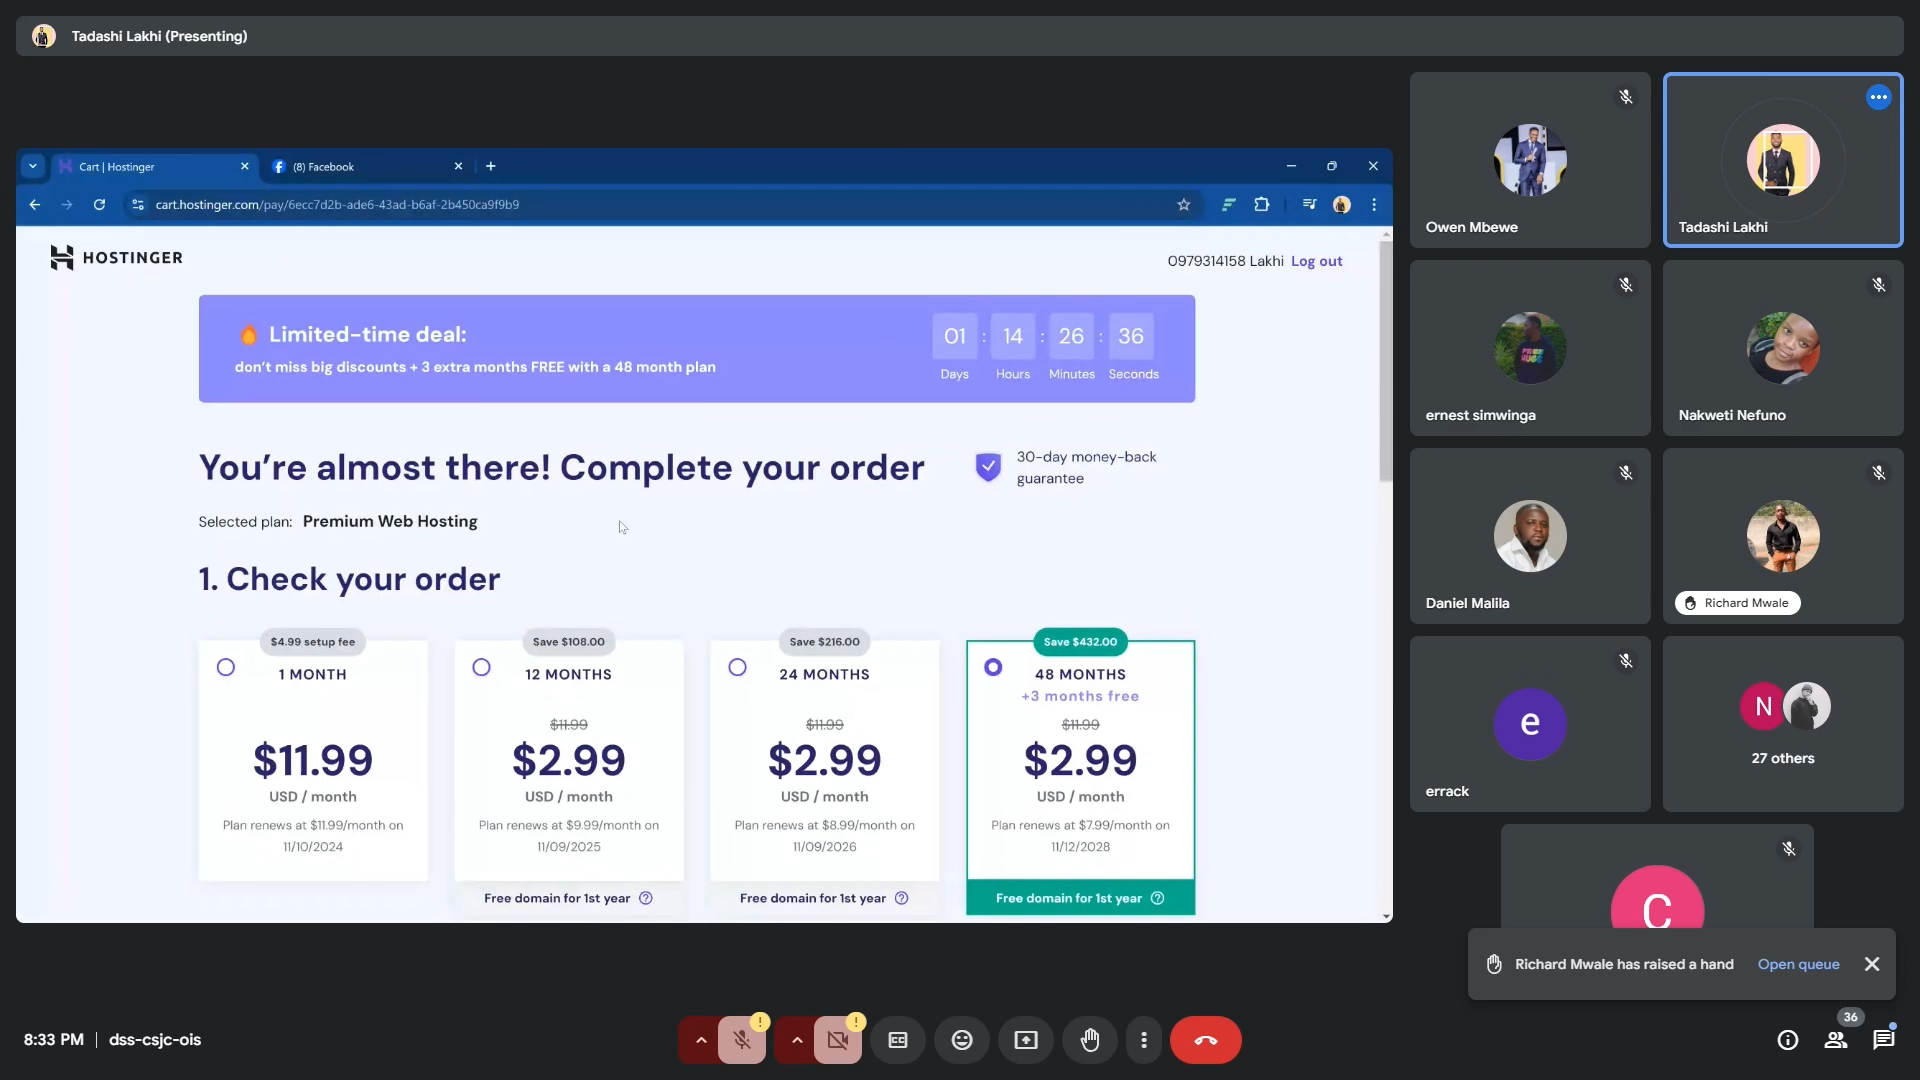 Tadashi Lakhi (Presenting)
Cart | Hostinger
(8) Facebook
cart.hostinger.com/pay/6ecc7d2b-ade6-43ad-b6af-2b450ca9f9b9
HOSTINGER
0979314158 Lakhi Log out
Limited-time deal:
don't miss big discounts + 3 extra months FREE with a 48 month plan
01 : 14 : 26 : 36
Days Hours Minutes Seconds
You're almost there! Complete your order
30-day money-back
guarantee
Selected plan: Premium Web Hosting
1. Check your order
$4.99 setup fee
1 MONTH
$11.99
USD / month
Plan renews at $11.99/month on
11/10/2024
Save $108.00
12 MONTHS
$11.99
$2.99
USD / month
Plan renews at $9.99/month on
11/09/2025
Free domain for 1st year
Save $216.00
24 MONTHS
$11.99
$2.99
USD / month
Plan renews at $8.99/month on
11/09/2026
Free domain for 1st year
Save $432.00
48 MONTHS
+3 months free
$11.99
$2.99
USD / month
Plan renews at $7.99/month on
11/12/2028
Free domain for 1st year
Owen Mbewe
Tadashi Lakhi
ernest simwinga
Nakweti Nefuno
Daniel Malila
Richard Mwale
e
errack
N
27 others
C
Richard Mwale has raised a hand Open queue
8:33 PM | dss-csjc-ois
36